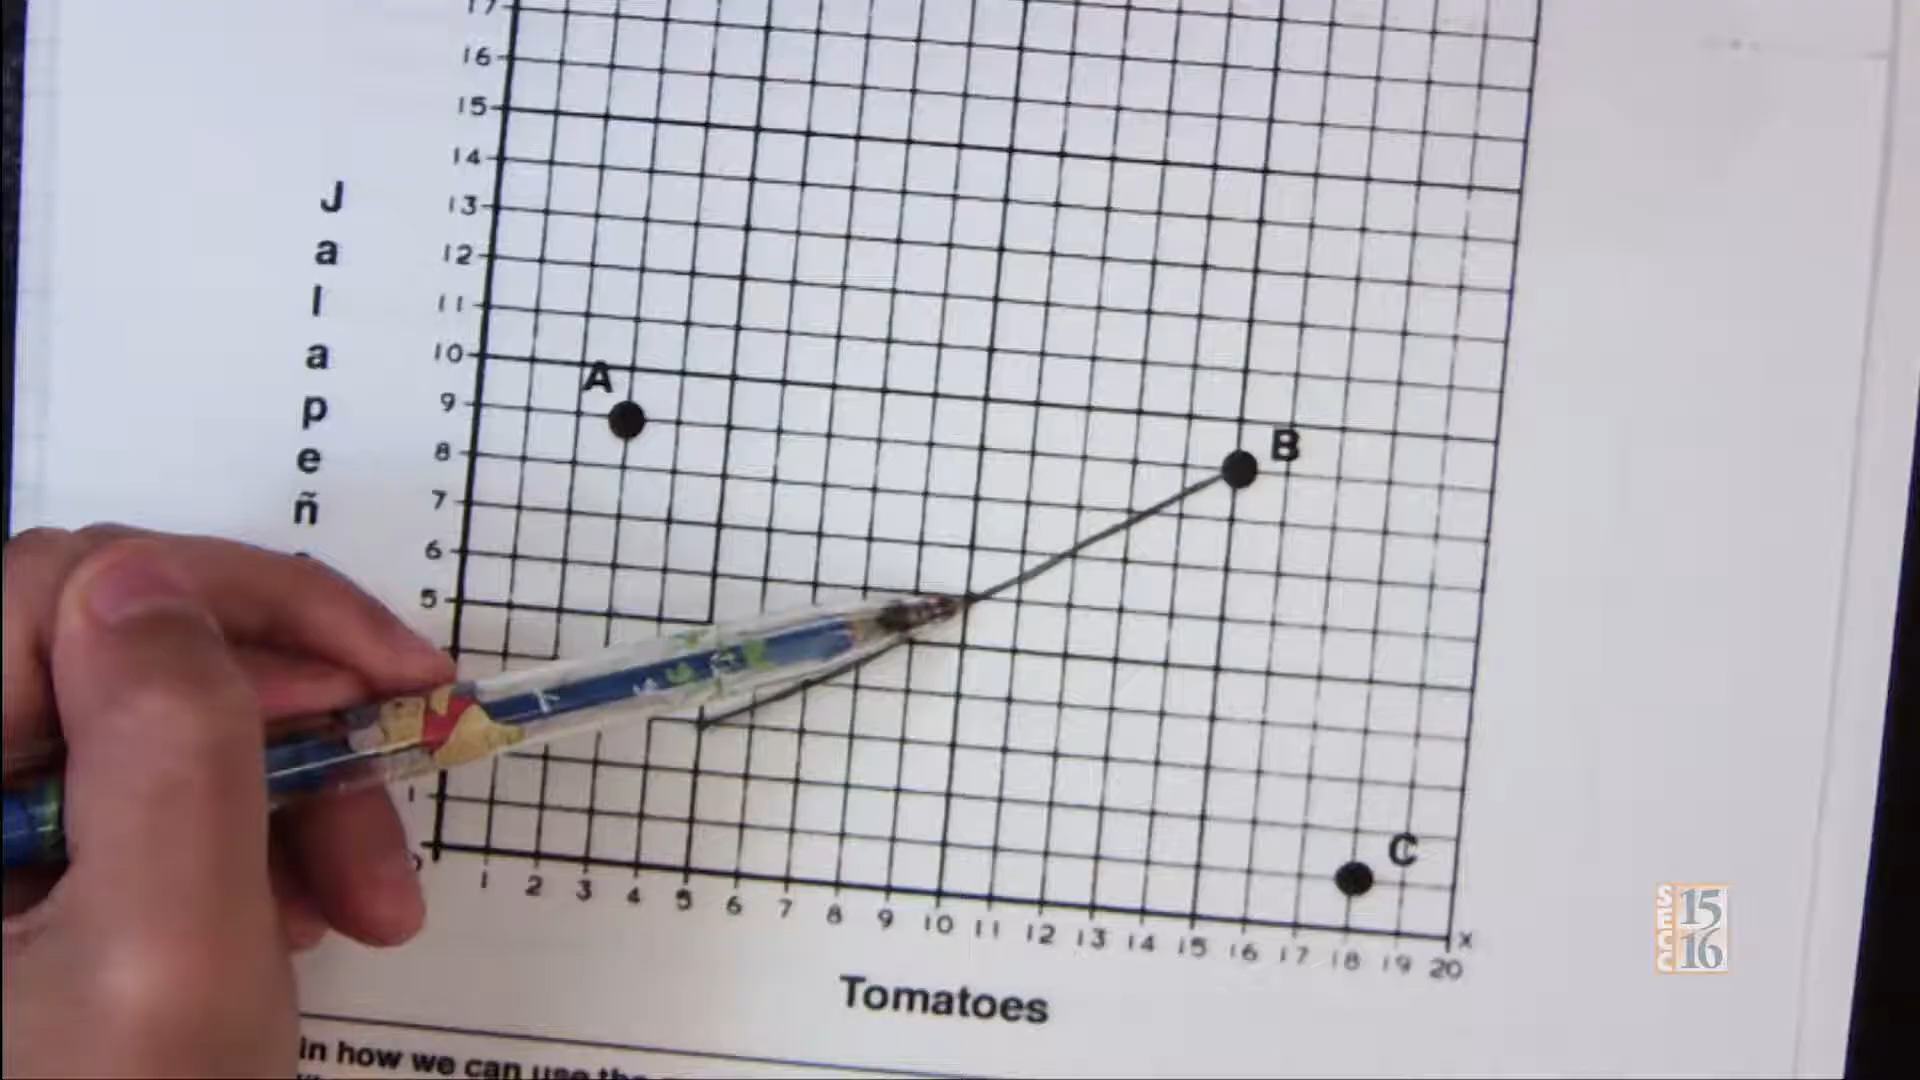 17
16
15
14
13
12
11
10
9
8
7
6
5
1
J
a
l
a
p
e
ñ
A
B
C
1 2 3 4 5 6 7 8 9 10 11 12 13 14 15 16 17 18 19 20
x
Tomatoes
in how we can use the
SECC
15
16